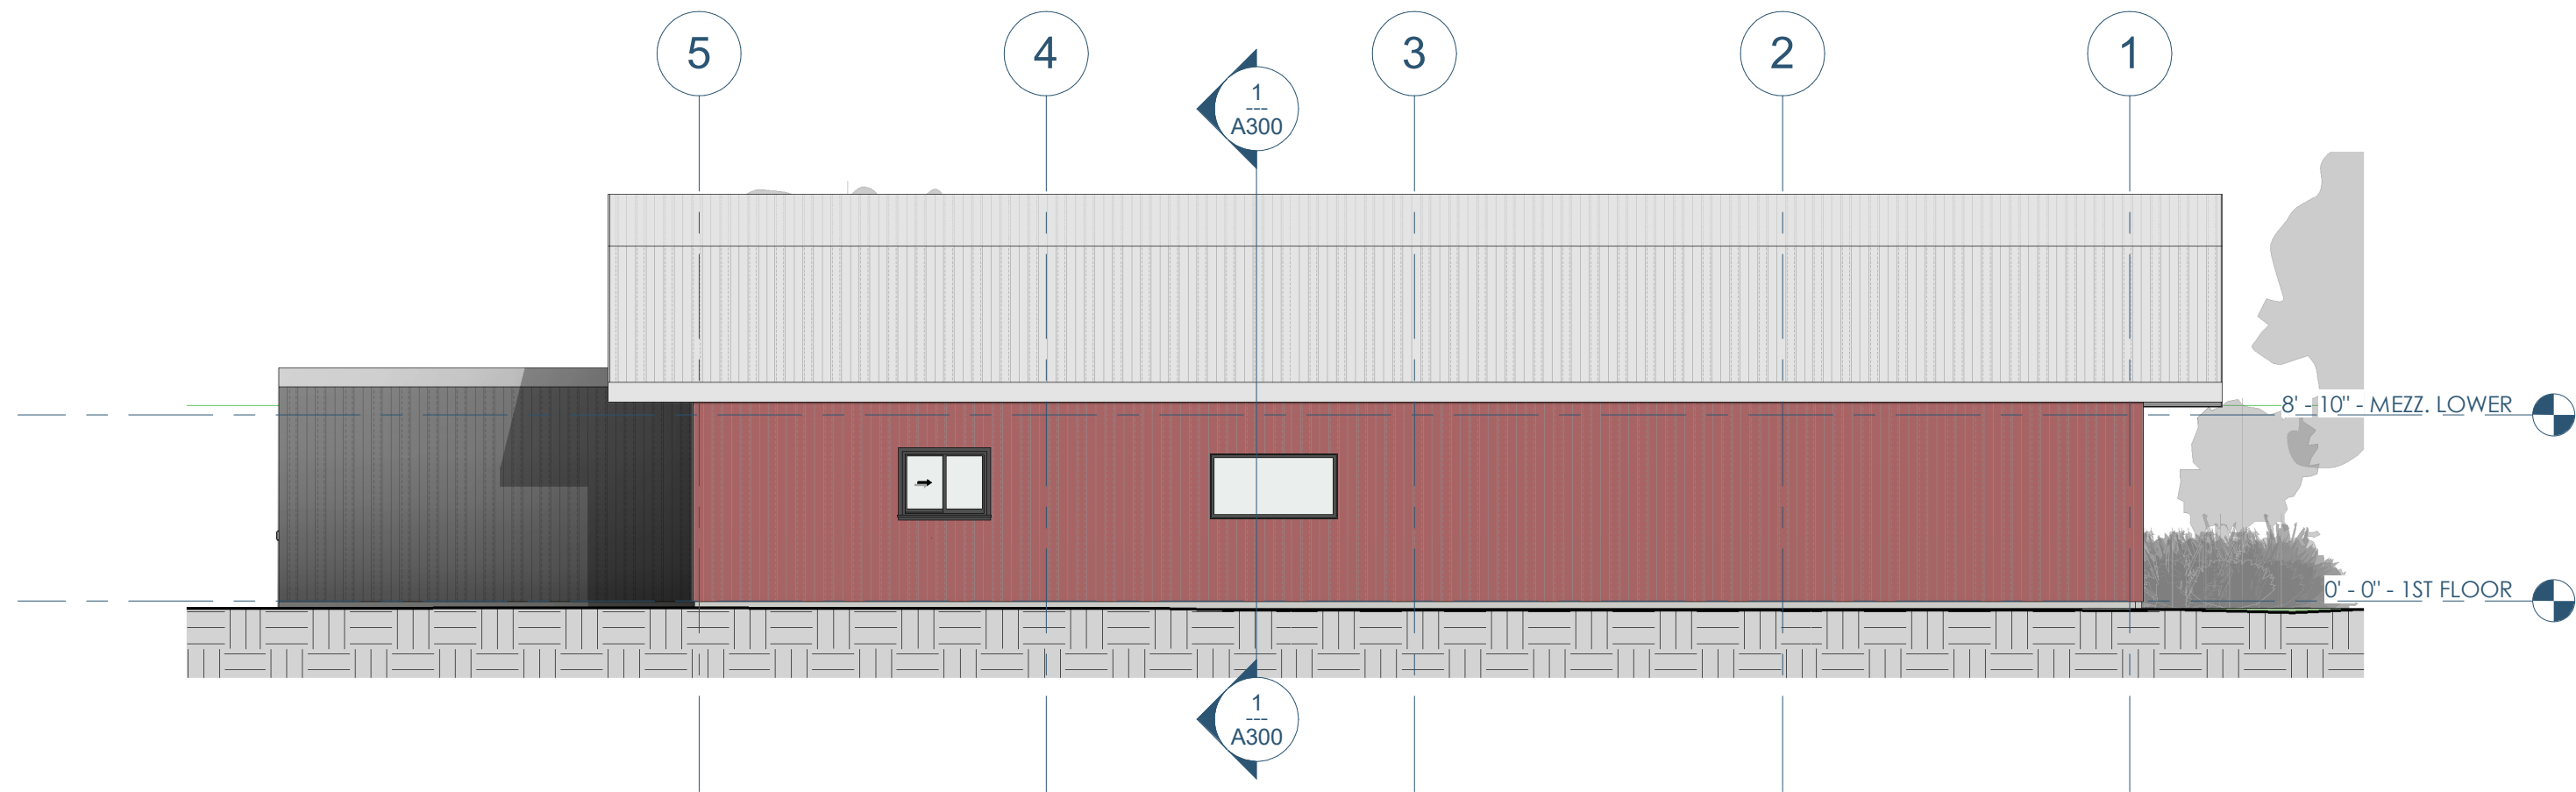 5
4
3
2
1
1
---
A300
8' - 10" - MEZZ. LOWER
0' - 0" - 1ST FLOOR
1
---
A300